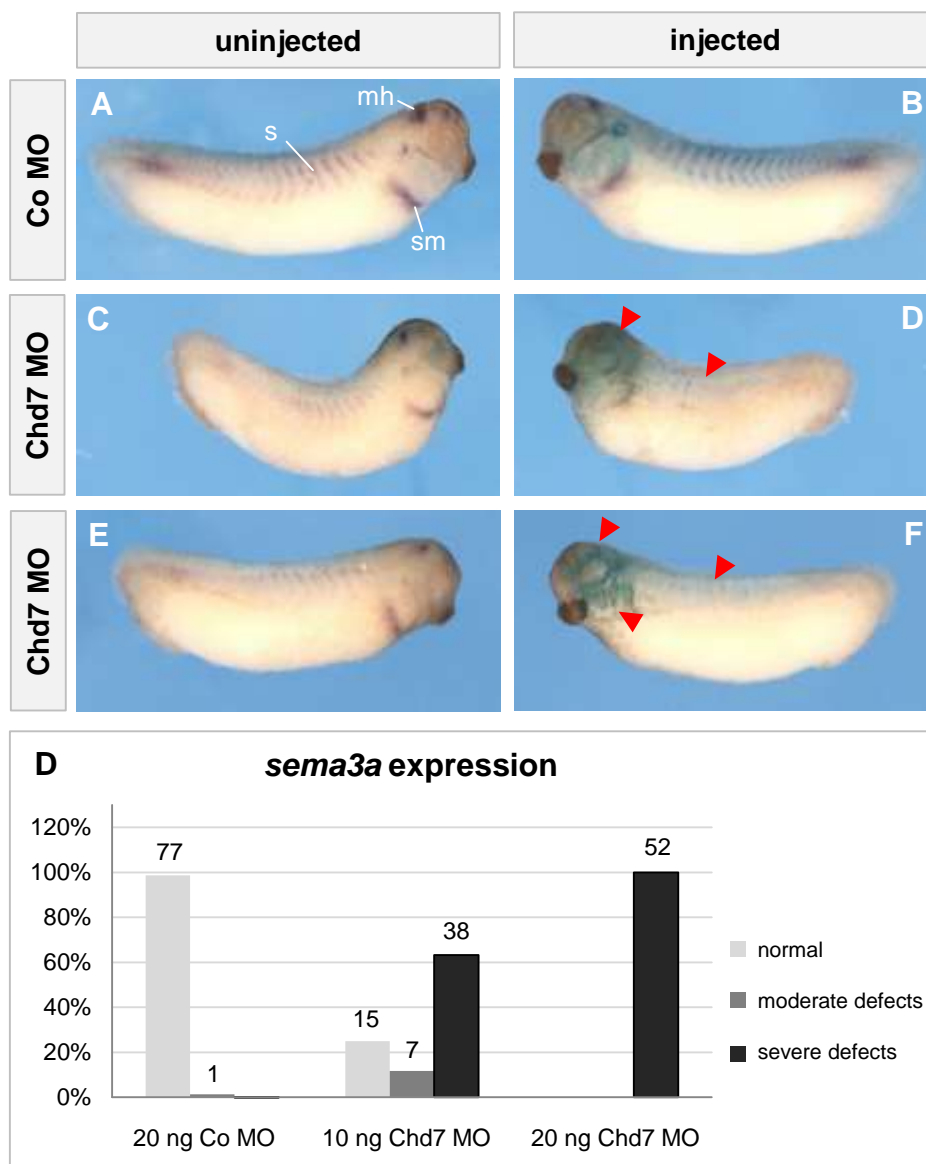 uninjected
injected
Co MO
A
mh
s
sm
B
Chd7 MO
C
D
Chd7 MO
E
F
D
sema3a expression
120%
100%
80%
60%
40%
20%
0%
77
1
15
7
38
52
20 ng Co MO
10 ng Chd7 MO
20 ng Chd7 MO
normal
moderate defects
severe defects